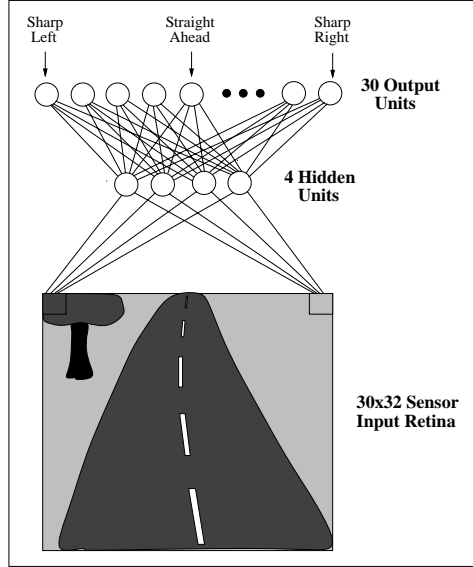 Sharp
Left
Straight
Ahead
Sharp
Right
30 Output
Units
4 Hidden
Units
30x32 Sensor
Input Retina